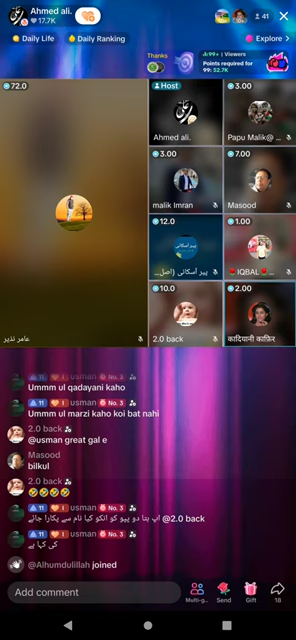 Ahmed ali.
17.7K
41
Daily Life
Daily Ranking
Explore >
Thanks
99+ | Viewers
Points required for
99: 52.7K
72.0
عامر نذیر
Host
Ahmed ali.
3.00
Papu Malik@ ...
3.00
malik Imran
7.00
Masood
12.0
پیر آسکانی (اصل...
1.00
IQBAL
10.0
2.0 back
2.00
कादियानी काफ़िर
11 I usman No. 3
Ummm ul qadayani kaho
11 I usman No. 3
Ummm ul marzi kaho koi bat nahi
2.0 back
@usman great gal e
Masood
bilkul
2.0 back
🤣🤣🤣🤣
11 I usman No. 3
@2.0 back اپ بتا دو پپو کو انکو کیا نام سے پکارا جائے
11 I usman No. 3
کی کہا ہے
@Alhumdulillah joined
Add comment
Multi-g...
Send
Gift
18